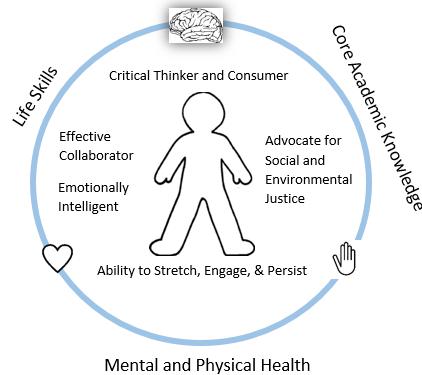 Life Skills
Core Academic Knowledge
Critical Thinker and Consumer
Effective
Collaborator
Emotionally
Intelligent
Advocate for
Social and
Environmental
Justice
Ability to Stretch, Engage, & Persist
Mental and Physical Health